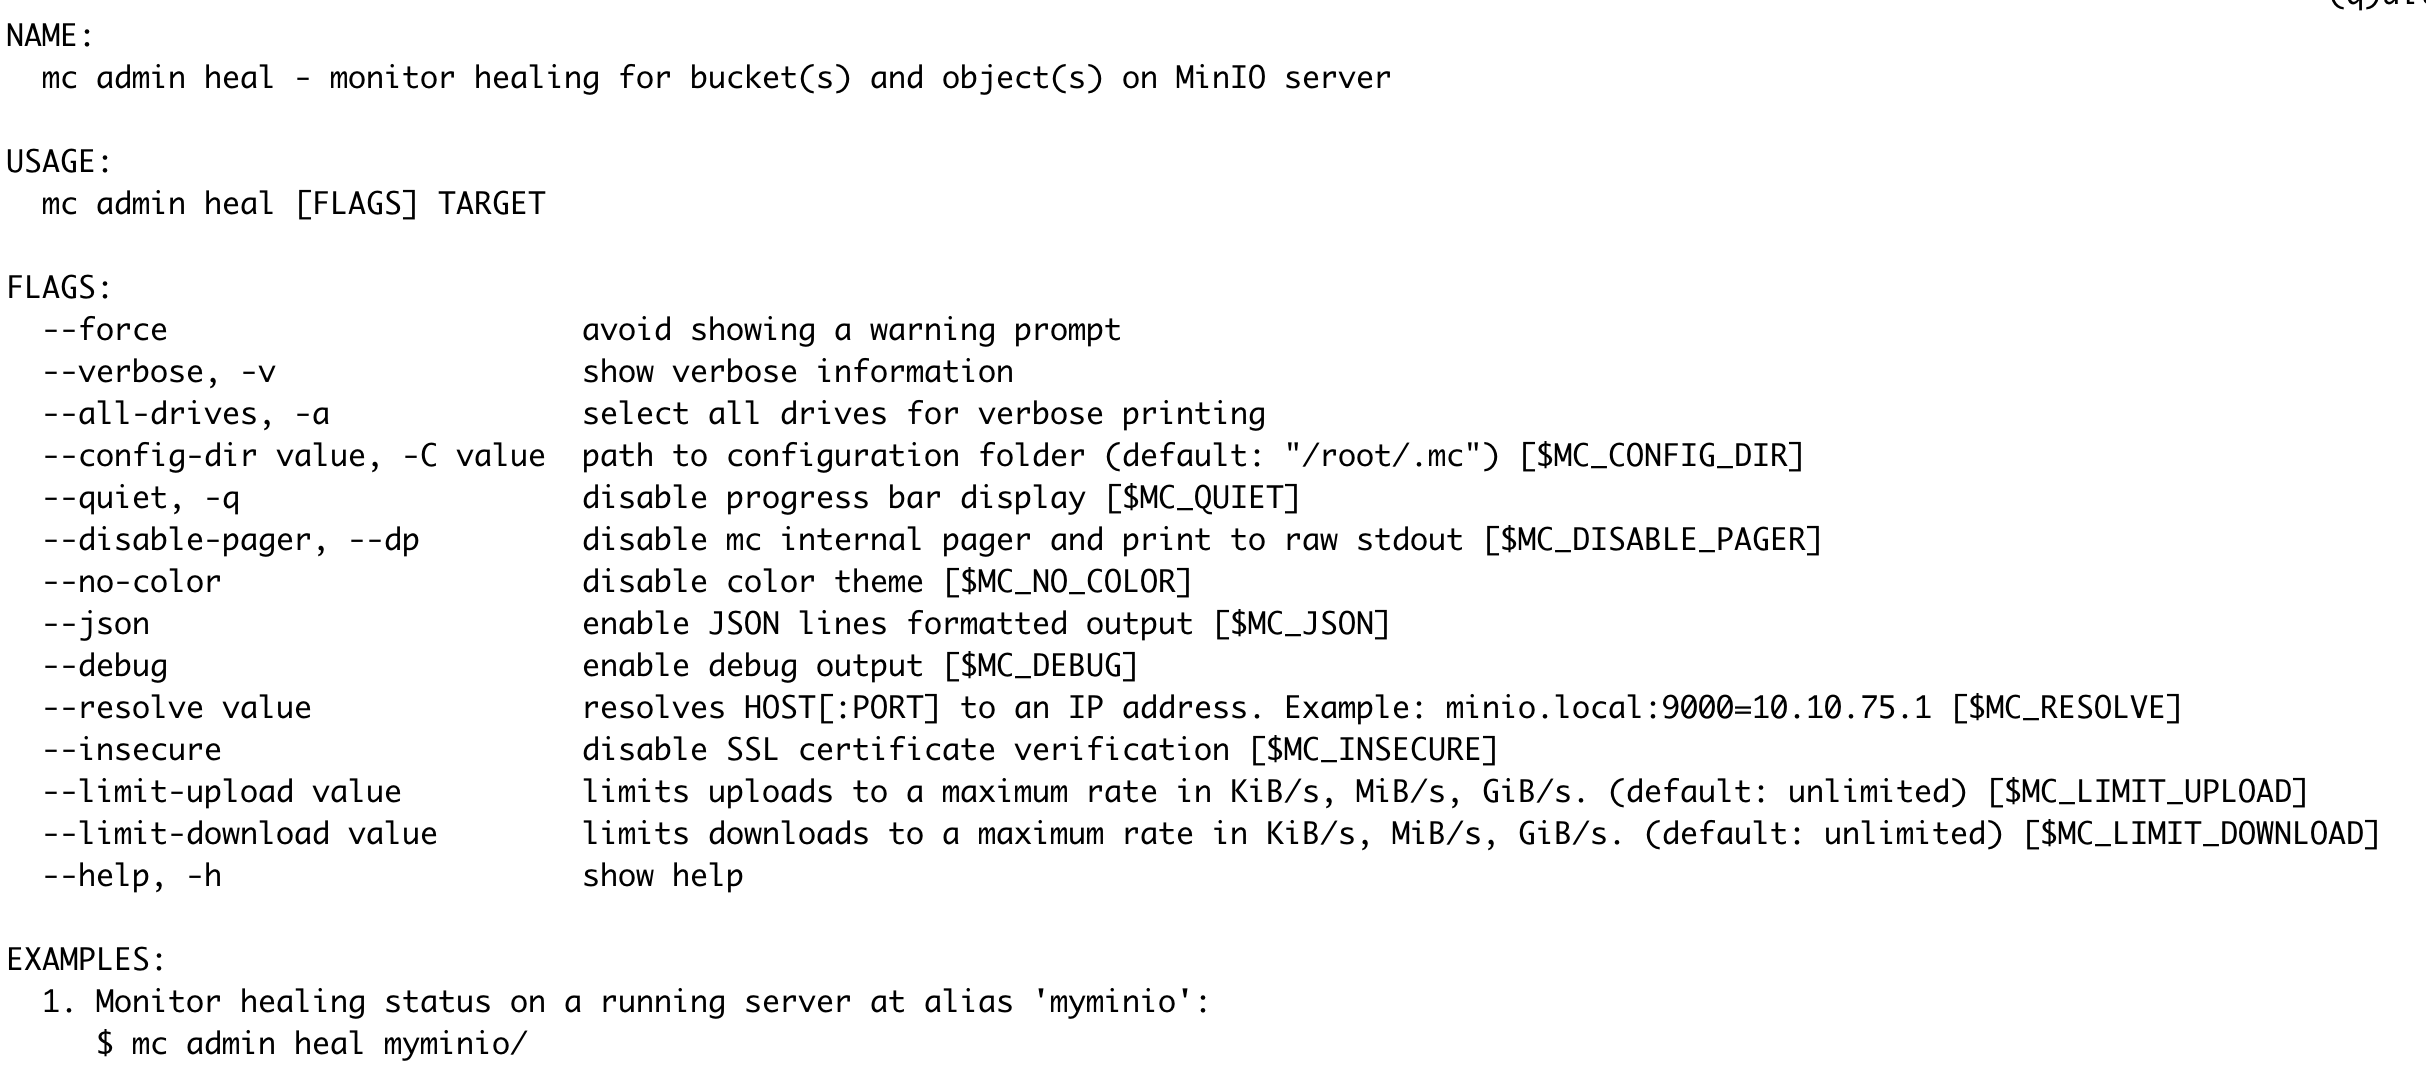 NAME:
  mc admin heal - monitor healing for bucket(s) and object(s) on MinIO server

USAGE:
  mc admin heal [FLAGS] TARGET

FLAGS:
  --force                       avoid showing a warning prompt
  --verbose, -v                 show verbose information
  --all-drives, -a              select all drives for verbose printing
  --config-dir value, -C value  path to configuration folder (default: "/root/.mc") [$MC_CONFIG_DIR]
  --quiet, -q                   disable progress bar display [$MC_QUIET]
  --disable-pager, --dp         disable mc internal pager and print to raw stdout [$MC_DISABLE_PAGER]
  --no-color                    disable color theme [$MC_NO_COLOR]
  --json                        enable JSON lines formatted output [$MC_JSON]
  --debug                       enable debug output [$MC_DEBUG]
  --resolve value               resolves HOST[:PORT] to an IP address. Example: minio.local:9000=10.10.75.1 [$MC_RESOLVE]
  --insecure                    disable SSL certificate verification [$MC_INSECURE]
  --limit-upload value          limits uploads to a maximum rate in KiB/s, MiB/s, GiB/s. (default: unlimited) [$MC_LIMIT_UPLOAD]
  --limit-download value        limits downloads to a maximum rate in KiB/s, MiB/s, GiB/s. (default: unlimited) [$MC_LIMIT_DOWNLOAD]
  --help, -h                    show help

EXAMPLES:
  1. Monitor healing status on a running server at alias 'myminio':
     $ mc admin heal myminio/